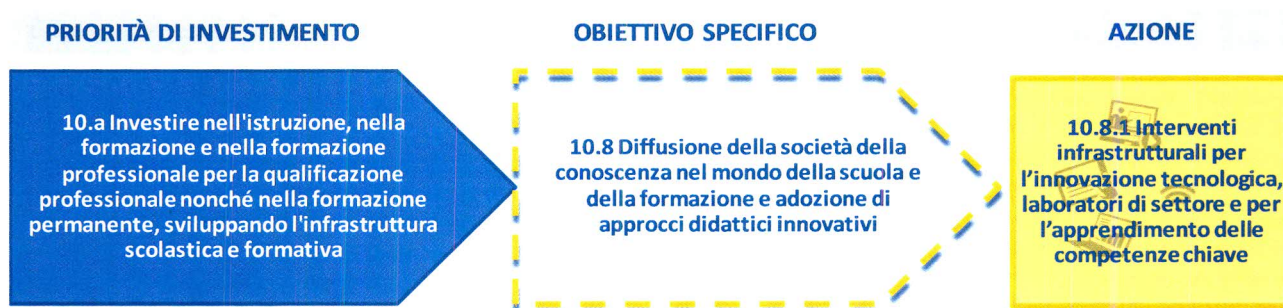 PRIORITÀ DI INVESTIMENTO
OBIETTIVO SPECIFICO
AZIONE
10.a Investire nell'istruzione, nella
formazione e nella formazione
professionale per la qualificazione
professionale nonché nella formazione
permanente, sviluppando l'infrastruttura
scolastica e formativa
10.8 Diffusione della società della
conoscenza nel mondo della scuola e
della formazione e adozione di
approcci didattici innovativi
10.8.1 Interventi
infrastrutturali per
l'innovazione tecnologica,
laboratori di settore e per
l'apprendimento delle
competenze chiave